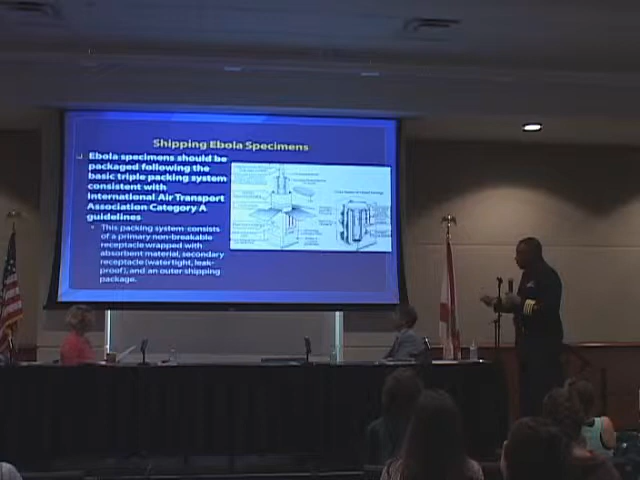 Shipping Ebola Specimens
Ebola specimens should be
packaged following the
basic triple packing system
consistent with
International Air Transport
Association Category A
guidelines
This packing system consists
of a primary non-breakable
receptacle wrapped with
absorbent material, secondary
receptacle (watertight, leak-
proof), and an outer shipping
package.